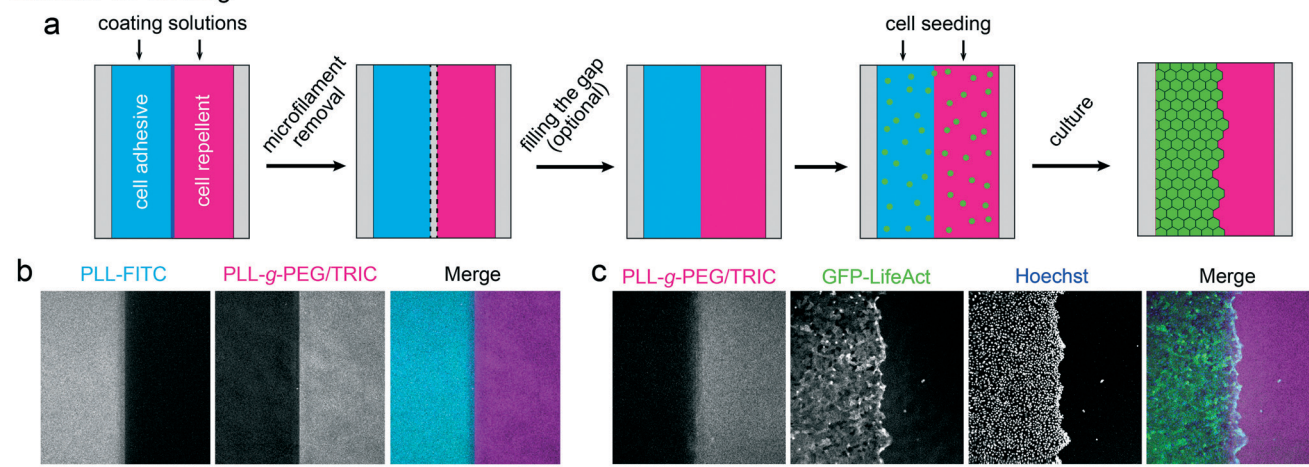 a
coating solutions
cell adhesive
cell repellent
microfilament
removal
filling the gap
(optional)
cell seeding
culture
b
PLL-FITC
PLL-g-PEG/TRIC
Merge
c
PLL-g-PEG/TRIC
GFP-LifeAct
Hoechst
Merge